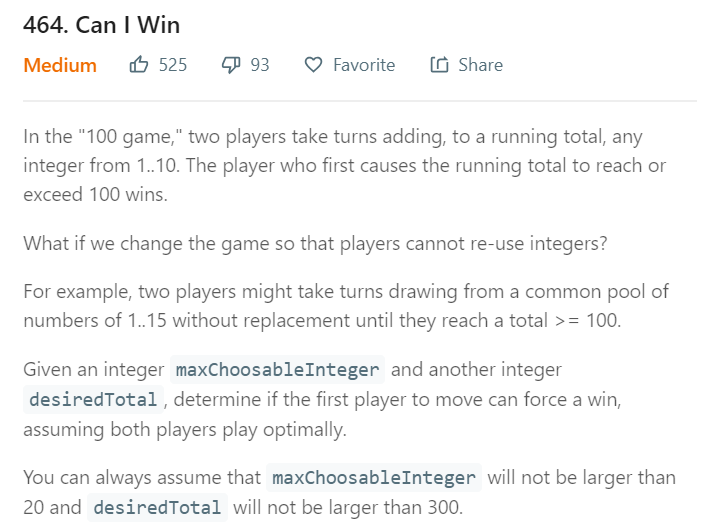 464. Can I Win
Medium 525 93 Favorite Share
In the "100 game," two players take turns adding, to a running total, any
integer from 1..10. The player who first causes the running total to reach or
exceed 100 wins.
What if we change the game so that players cannot re-use integers?
For example, two players might take turns drawing from a common pool of
numbers of 1..15 without replacement until they reach a total >= 100.
Given an integer maxChoosableInteger and another integer
desiredTotal , determine if the first player to move can force a win,
assuming both players play optimally.
You can always assume that maxChoosableInteger will not be larger than
20 and desiredTotal will not be larger than 300.